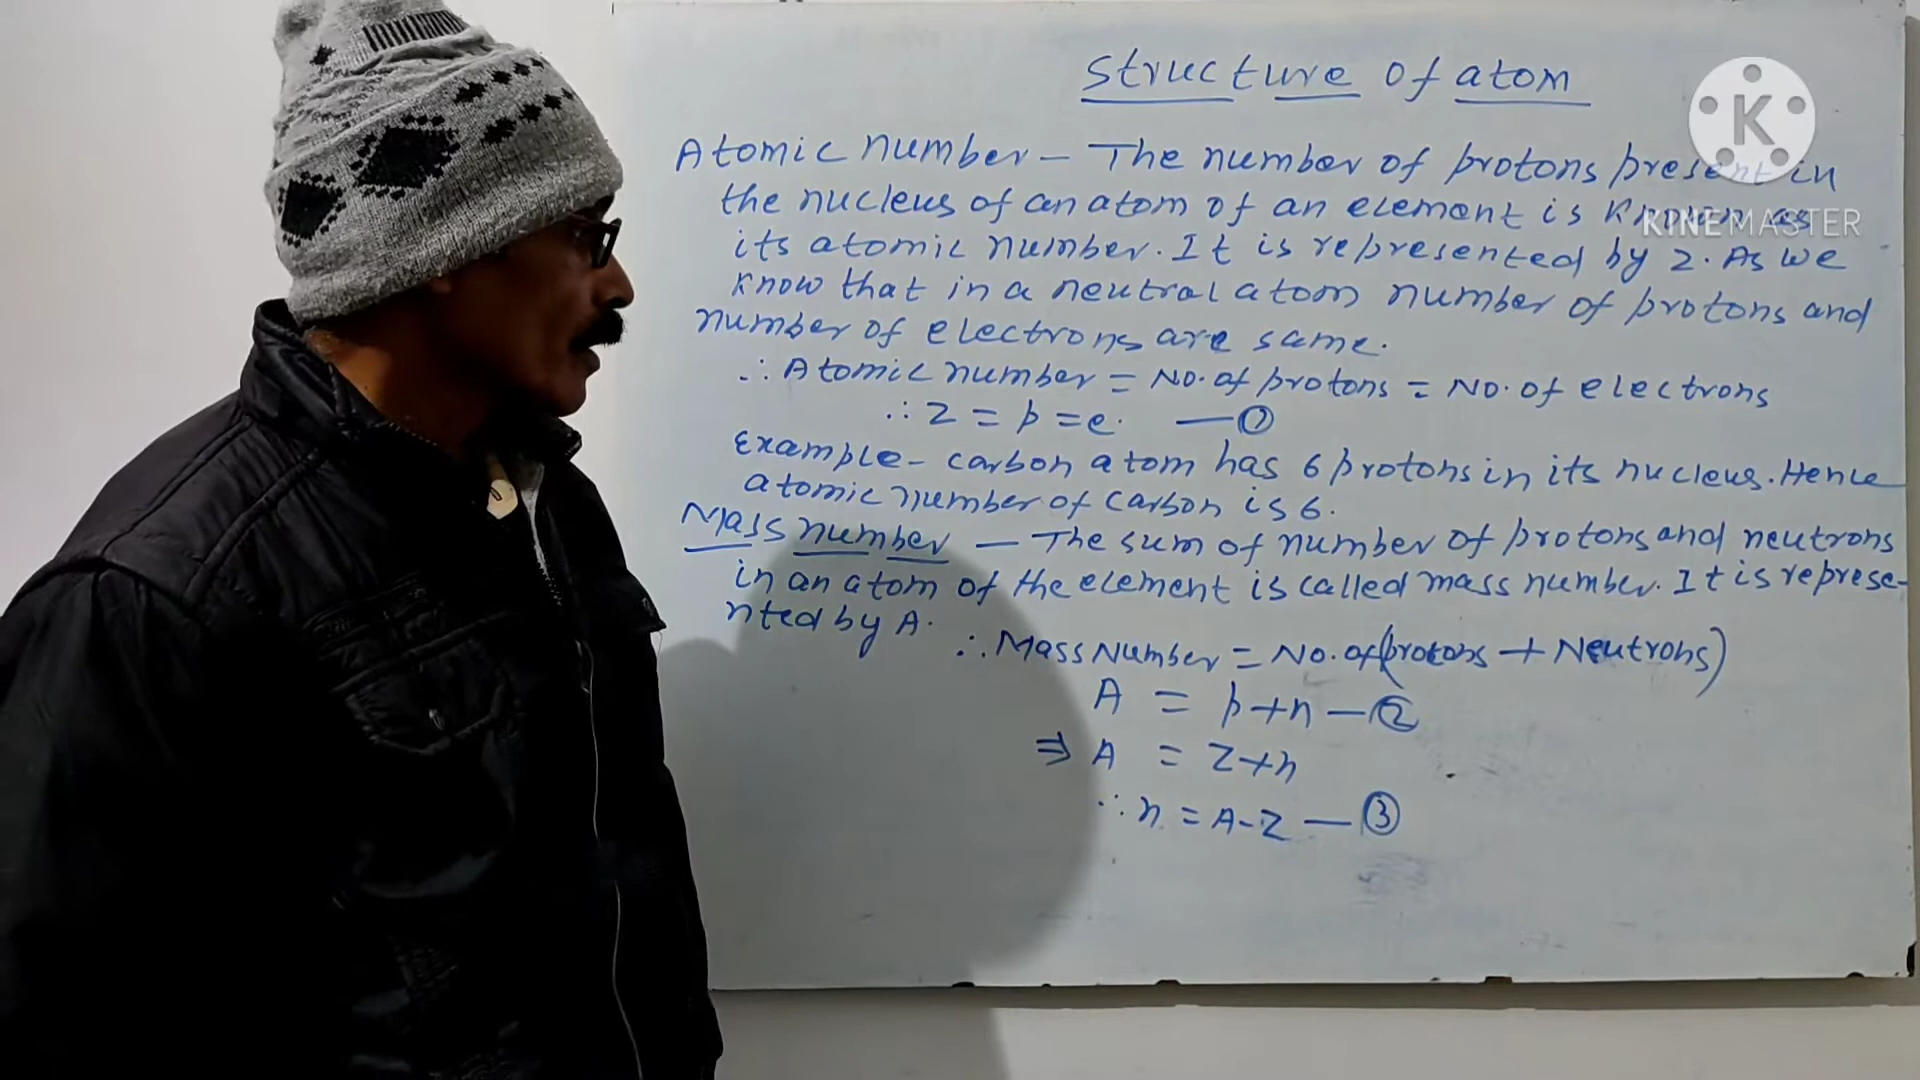 Structure of atom
Atomic number - The number of protons present in
the nucleus of an atom of an element is known as
its atomic number. It is represented by Z. As we
know that in a neutral atom number of protons and
number of electrons are same.
∴ Atomic number = No. of protons = No. of electrons
∴ Z = p = e. — ①
Example - carbon atom has 6 protons in its nucleus. Hence
atomic number of carbon is 6.
Mass number — The sum of number of protons and neutrons
in an atom of the element is called mass number. It is represe-
nted by A.
∴ Mass Number = No. of (protons + Neutrons)
A = p+n — ②
⇒ A = Z+n
∴ n = A-Z — ③
K
KINEMASTER